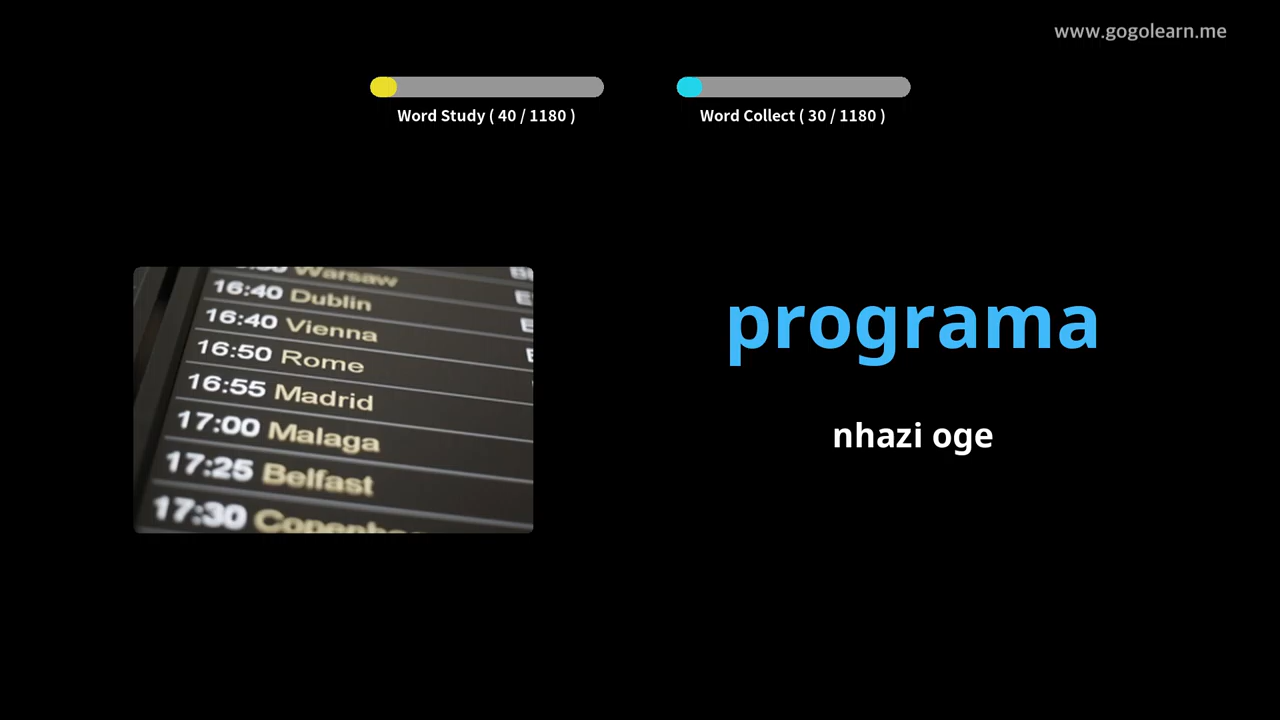 www.gogolearn.me
Word Study ( 40 / 1180 )
Word Collect ( 30 / 1180 )
Warsaw
16:40 Dublin
16:40 Vienna
16:50 Rome
16:55 Madrid
17:00 Malaga
17:25 Belfast
17:30
programa
nhazi oge